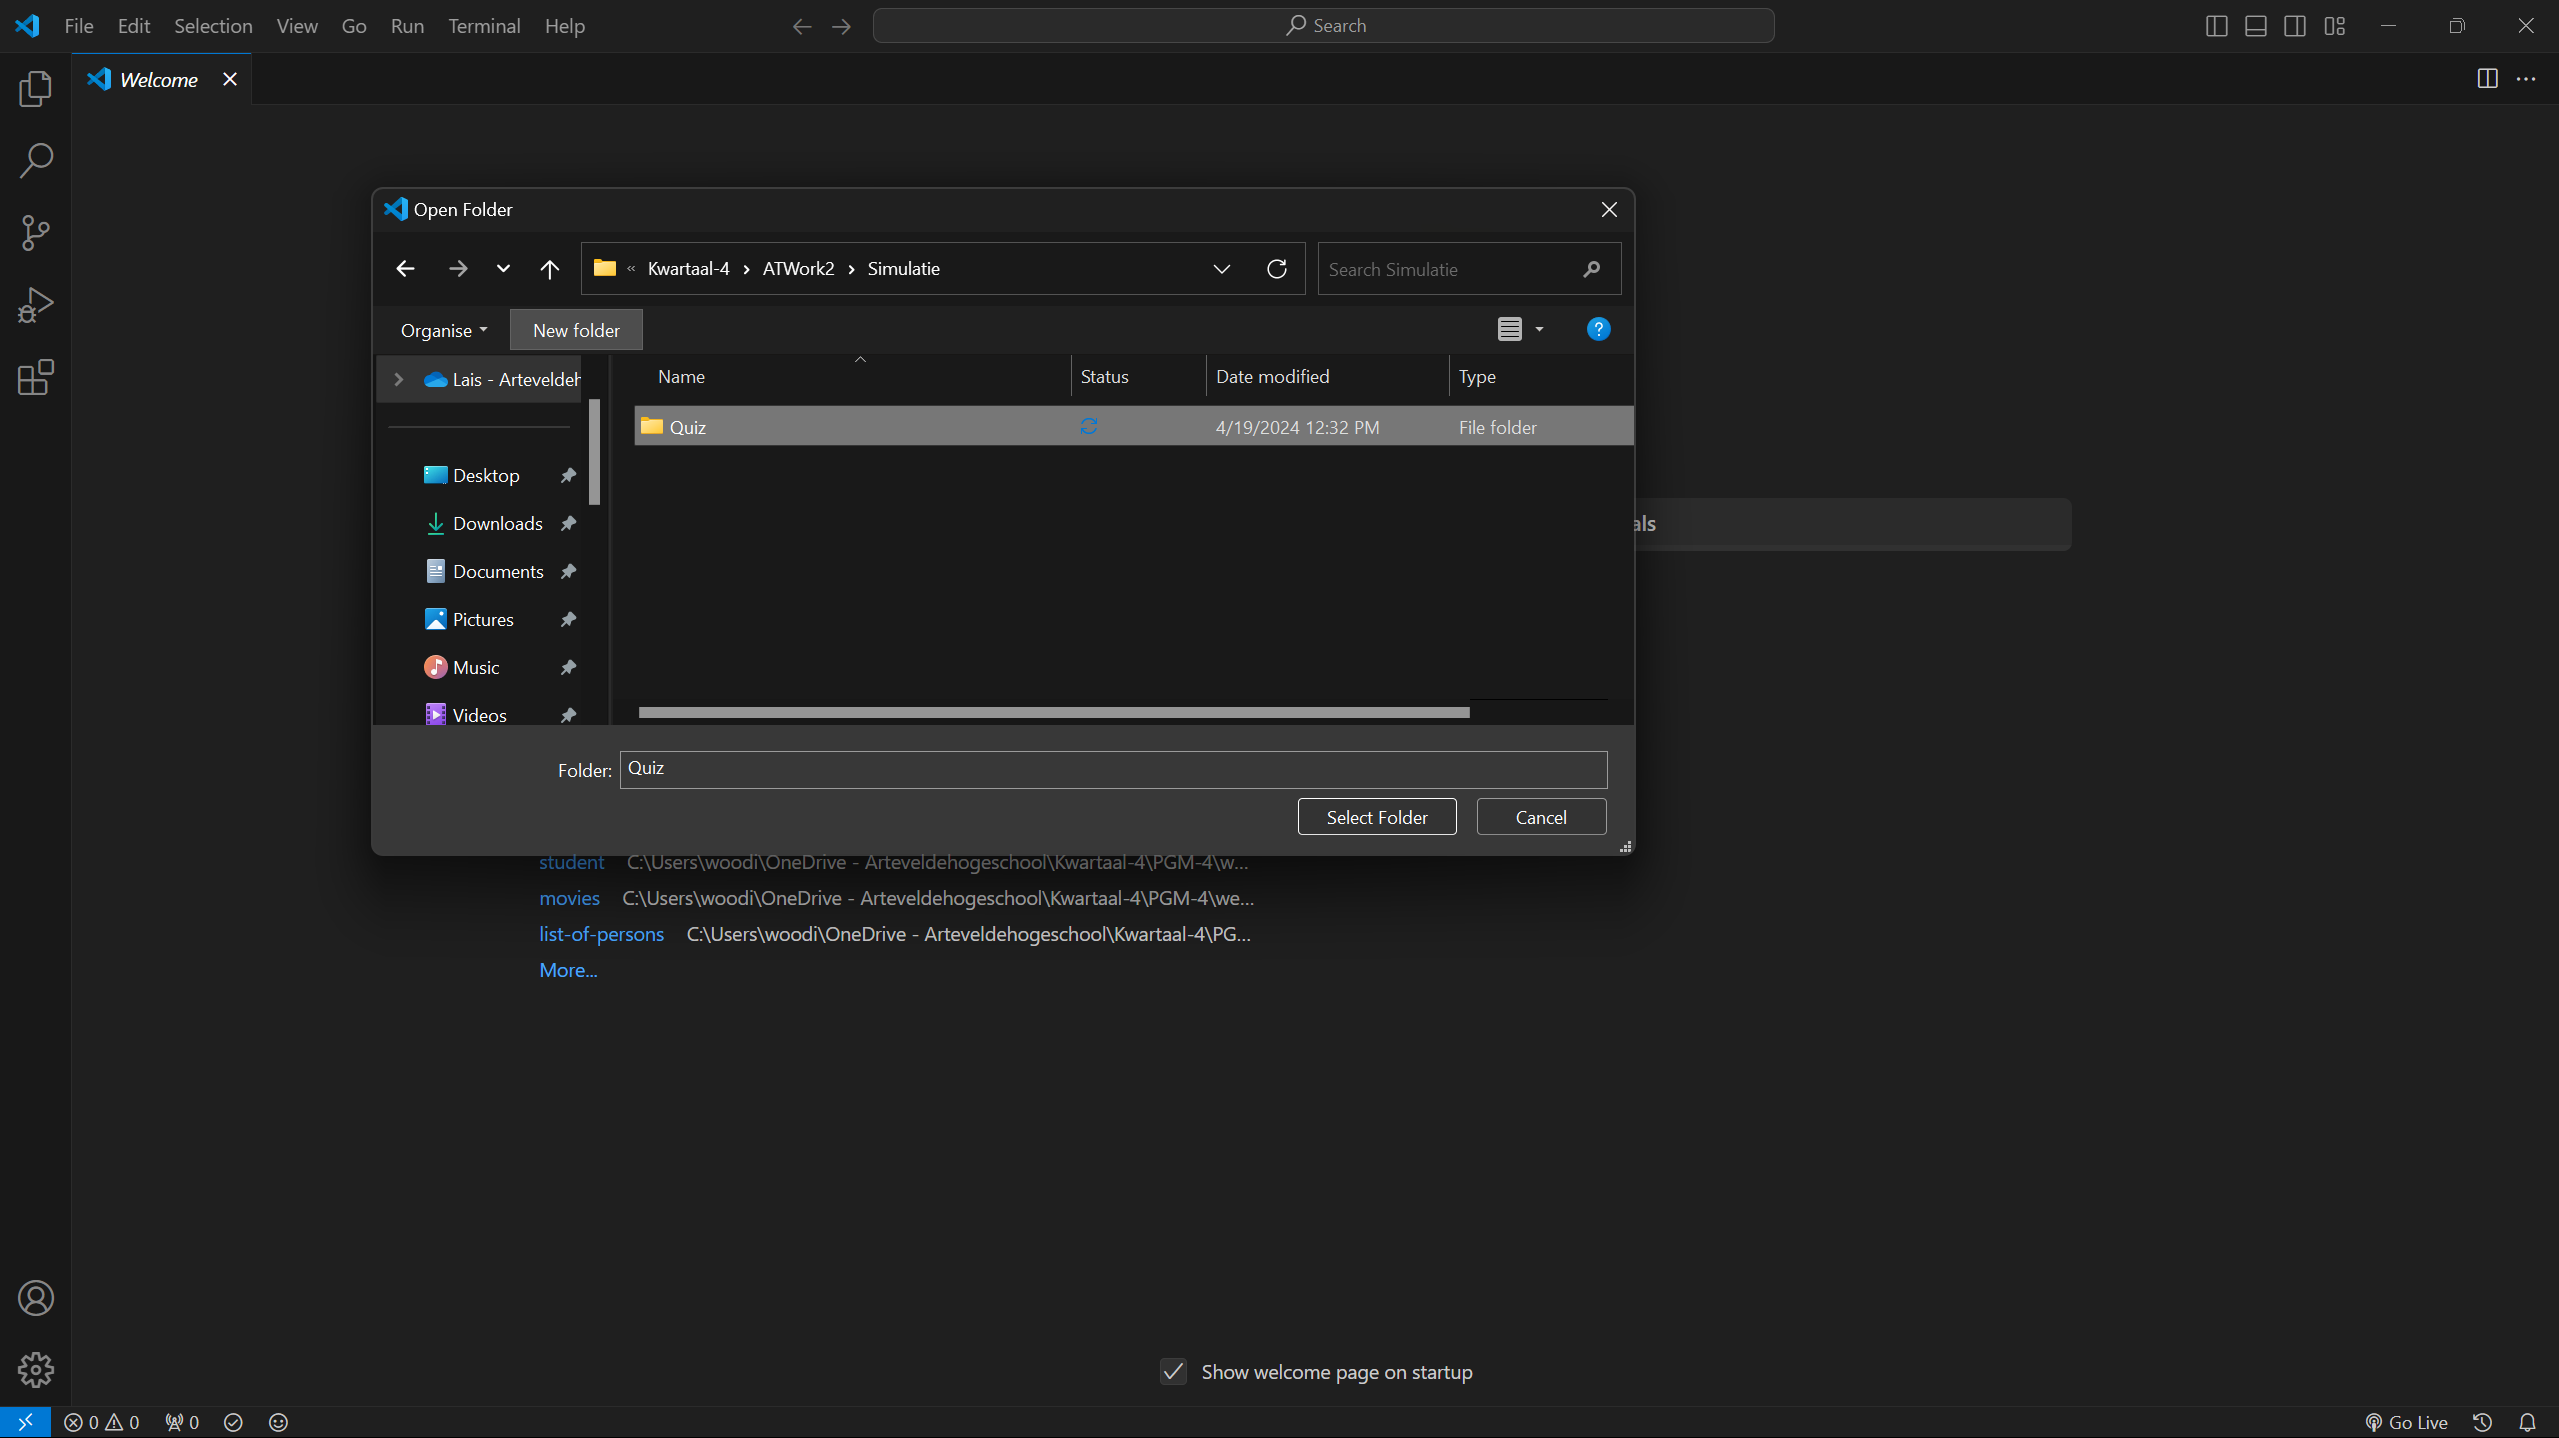 File Edit Selection View Go Run Terminal Help
Search
Welcome
Open Folder
Kwartaal-4 › ATWork2 › Simulatie
Search Simulatie
Organise New folder
Lais - Arteveldeh
Name Status Date modified Type
Quiz 4/19/2024 12:32 PM File folder
Desktop
Downloads
als
Documents
Pictures
Music
Videos
Folder: Quiz
Select Folder Cancel
student C:\Users\woodi\OneDrive - Arteveldehogeschool\Kwartaal-4\PGM-4\w...
movies C:\Users\woodi\OneDrive - Arteveldehogeschool\Kwartaal-4\PGM-4\we...
list-of-persons C:\Users\woodi\OneDrive - Arteveldehogeschool\Kwartaal-4\PG...
More...
Show welcome page on startup
0 0 0 Go Live